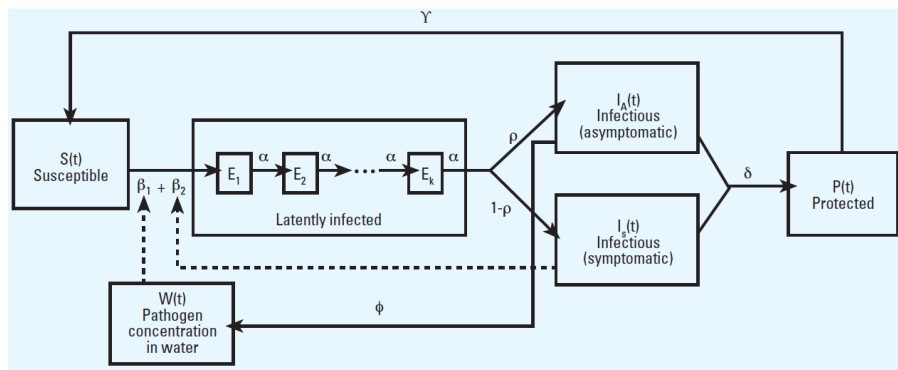 ϒ
S(t)
Susceptible
β1 + β2
E1
α
E2
α
...
α
Ek
α
Latently infected
ρ
1-ρ
IA(t)
Infectious
(asymptomatic)
Is(t)
Infectious
(symptomatic)
δ
P(t)
Protected
W(t)
Pathogen
concentration
in water
ϕ